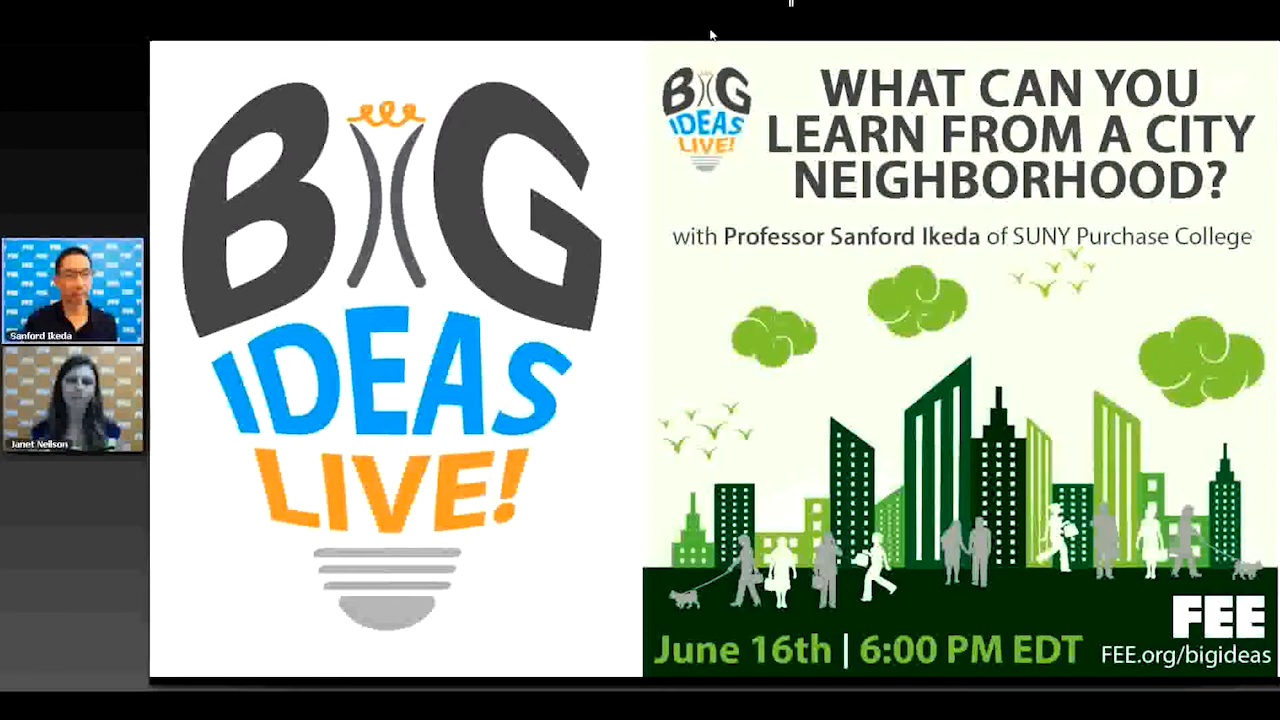 BIG
IDEAS
LIVE!
BIG
IDEAS
LIVE!
WHAT CAN YOU
LEARN FROM A CITY
NEIGHBORHOOD?
with Professor Sanford Ikeda of SUNY Purchase College
Sanford Ikeda
Janet Neilson
FEE
June 16th | 6:00 PM EDT
FEE.org/bigideas